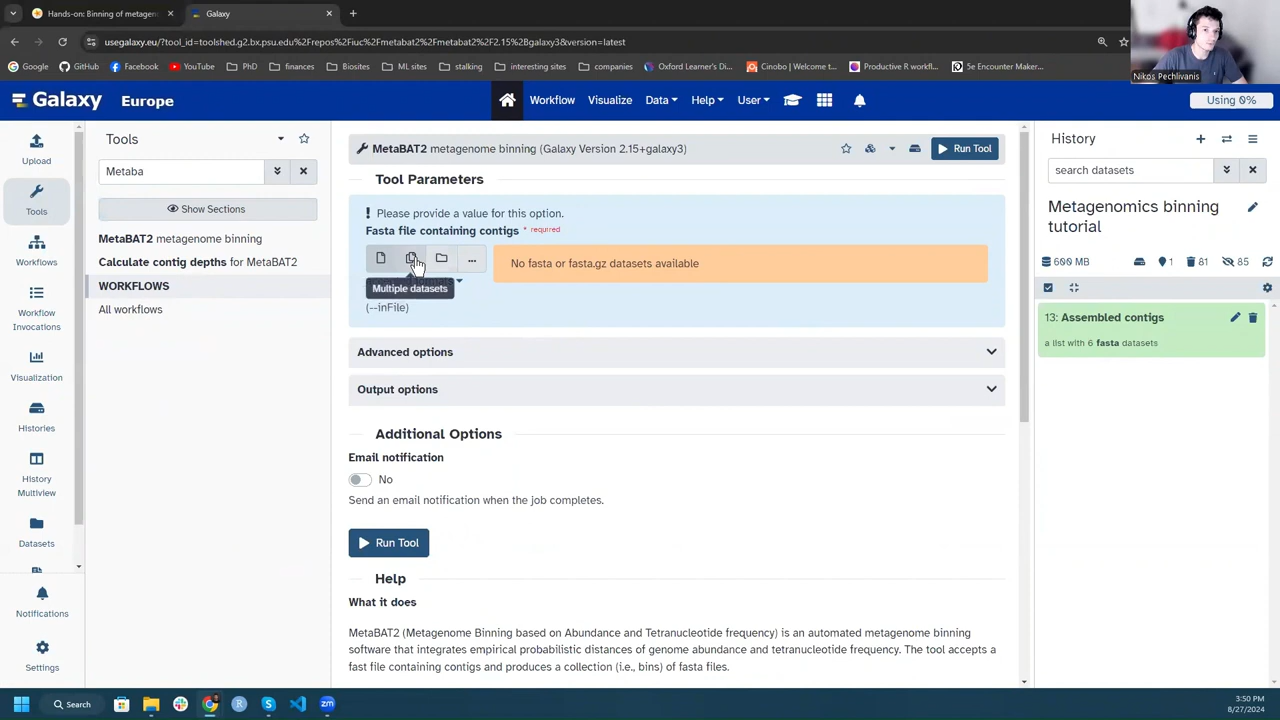 Hands-on: Binning of metagen
Galaxy
usegalaxy.eu/?tool_id=toolshed.g2.bx.psu.edu%2Frepos%2Fiuc%2Fmetabat2%2Fmetabat2%2F2.15%2Bgalaxy3&version=latest
Google
GitHub
Facebook
YouTube
PhD
finances
Biosites
ML sites
stalking
interesting sites
companies
Oxford Learner's Di...
Cinobo | Welcome t...
Productive R workfl...
5e Encounter Maker...
Nikos Pechlivanis
Galaxy Europe
Workflow
Visualize
Data
Help
User
Using 0%
Upload
Tools
Workflows
Workflow
Invocations
Visualization
Histories
History
Multiview
Datasets
Notifications
Settings
Tools
Metaba
Show Sections
MetaBAT2 metagenome binning
Calculate contig depths for MetaBAT2
WORKFLOWS
All workflows
MetaBAT2 metagenome binning (Galaxy Version 2.15+galaxy3)
Run Tool
Tool Parameters
Please provide a value for this option.
Fasta file containing contigs * required
No fasta or fasta.gz datasets available
Multiple datasets
(--inFile)
Advanced options
Output options
Additional Options
Email notification
No
Send an email notification when the job completes.
Run Tool
Help
What it does
MetaBAT2 (Metagenome Binning based on Abundance and Tetranucleotide frequency) is an automated metagenome binning
software that integrates empirical probabilistic distances of genome abundance and tetranucleotide frequency. The tool accepts a
fast file containing contigs and produces a collection (i.e., bins) of fasta files.
History
search datasets
Metagenomics binning
tutorial
600 MB
1
81
85
13: Assembled contigs
a list with 6 fasta datasets
Search
3:50 PM
8/27/2024